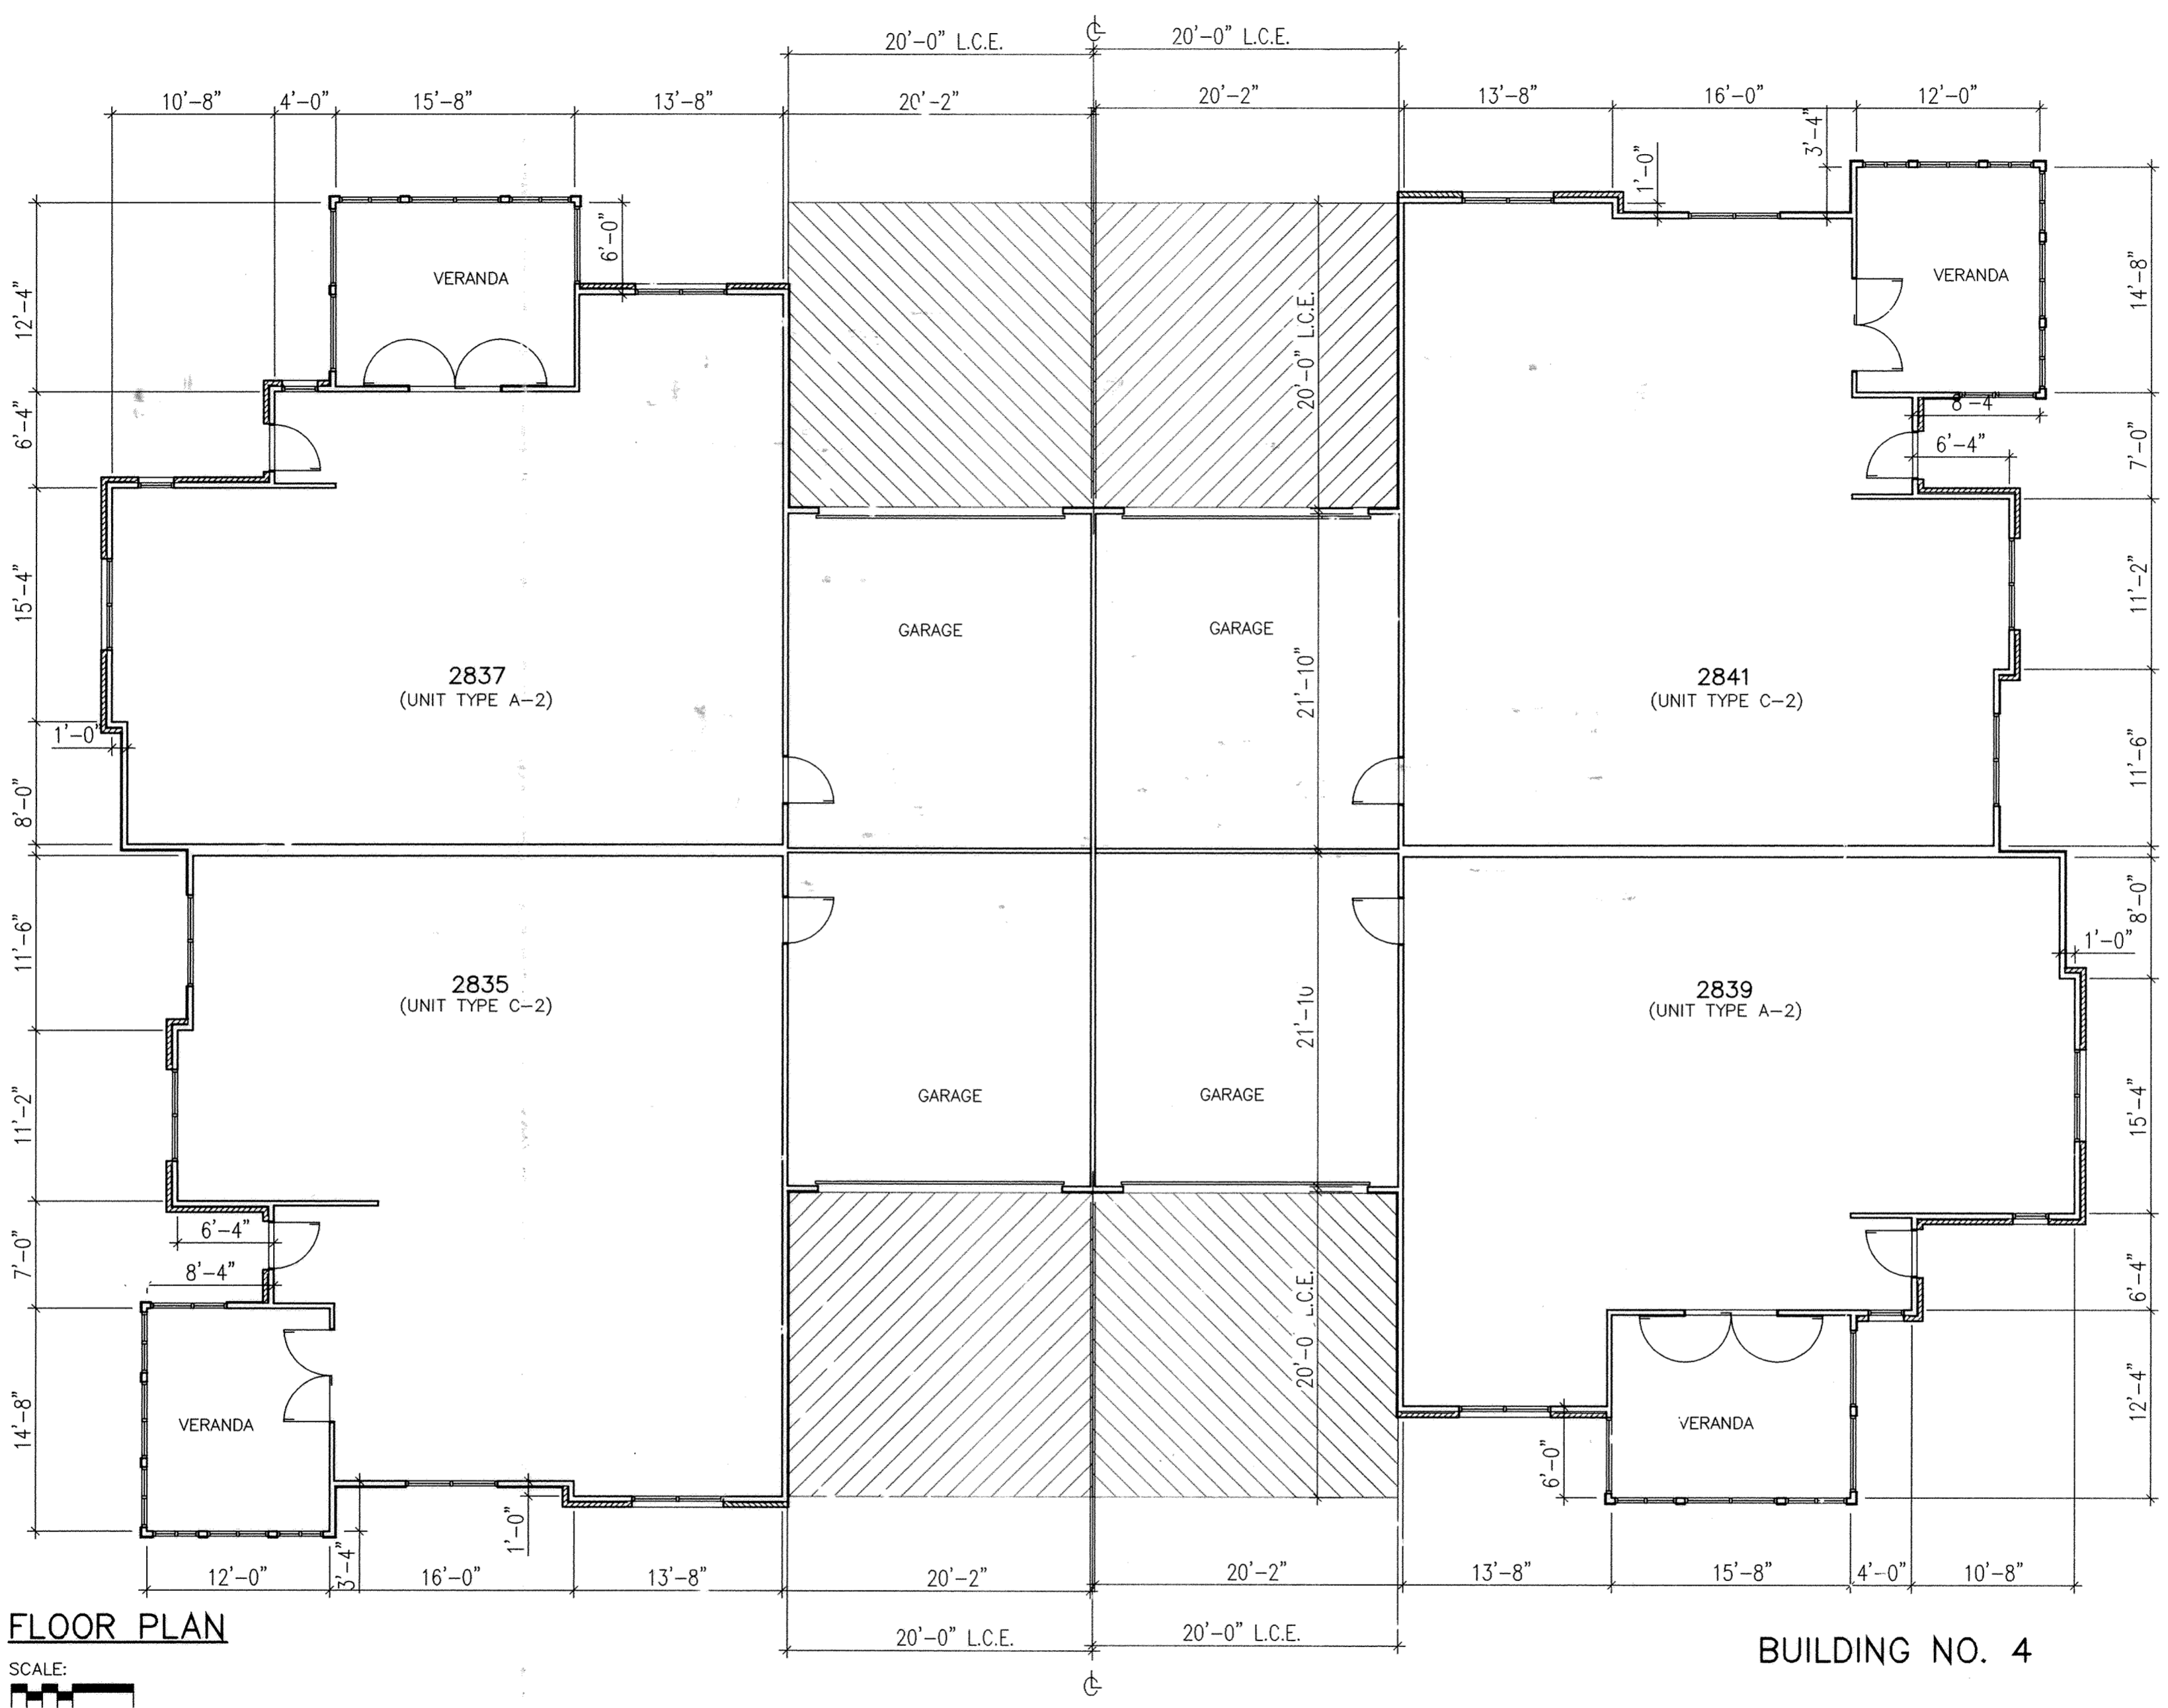 ℄
20'-0" L.C.E. 20'-0" L.C.E.
10'-8" 4'-0" 15'-8" 13'-8" 20'-2" 20'-2" 13'-8" 16'-0" 12'-0"
3'-4"
1'-0"
6'-0"
VERANDA
VERANDA
12'-4"
20'-0" L.C.E.
14'-8"
8'-4
6'-4"
6'-4"
7'-0"
15'-4"
11'-2"
GARAGE
GARAGE
2837
(UNIT TYPE A-2)
21'-10"
2841
(UNIT TYPE C-2)
1'-0"
11'-6"
8'-0"
8'-0"
11'-6"
1'-0"
2835
(UNIT TYPE C-2)
21'-10
2839
(UNIT TYPE A-2)
11'-2"
GARAGE
GARAGE
15'-4"
6'-4"
7'-0"
8'-4"
6'-4"
20'-0 L.C.E.
14'-8"
VERANDA
VERANDA
12'-4"
6'-0"
1'-0"
3'-4"
12'-0" 16'-0" 13'-8" 20'-2" 20'-2" 13'-8" 15'-8" 4'-0" 10'-8"
20'-0" L.C.E. 20'-0" L.C.E.
℄
FLOOR PLAN
SCALE:
BUILDING NO. 4